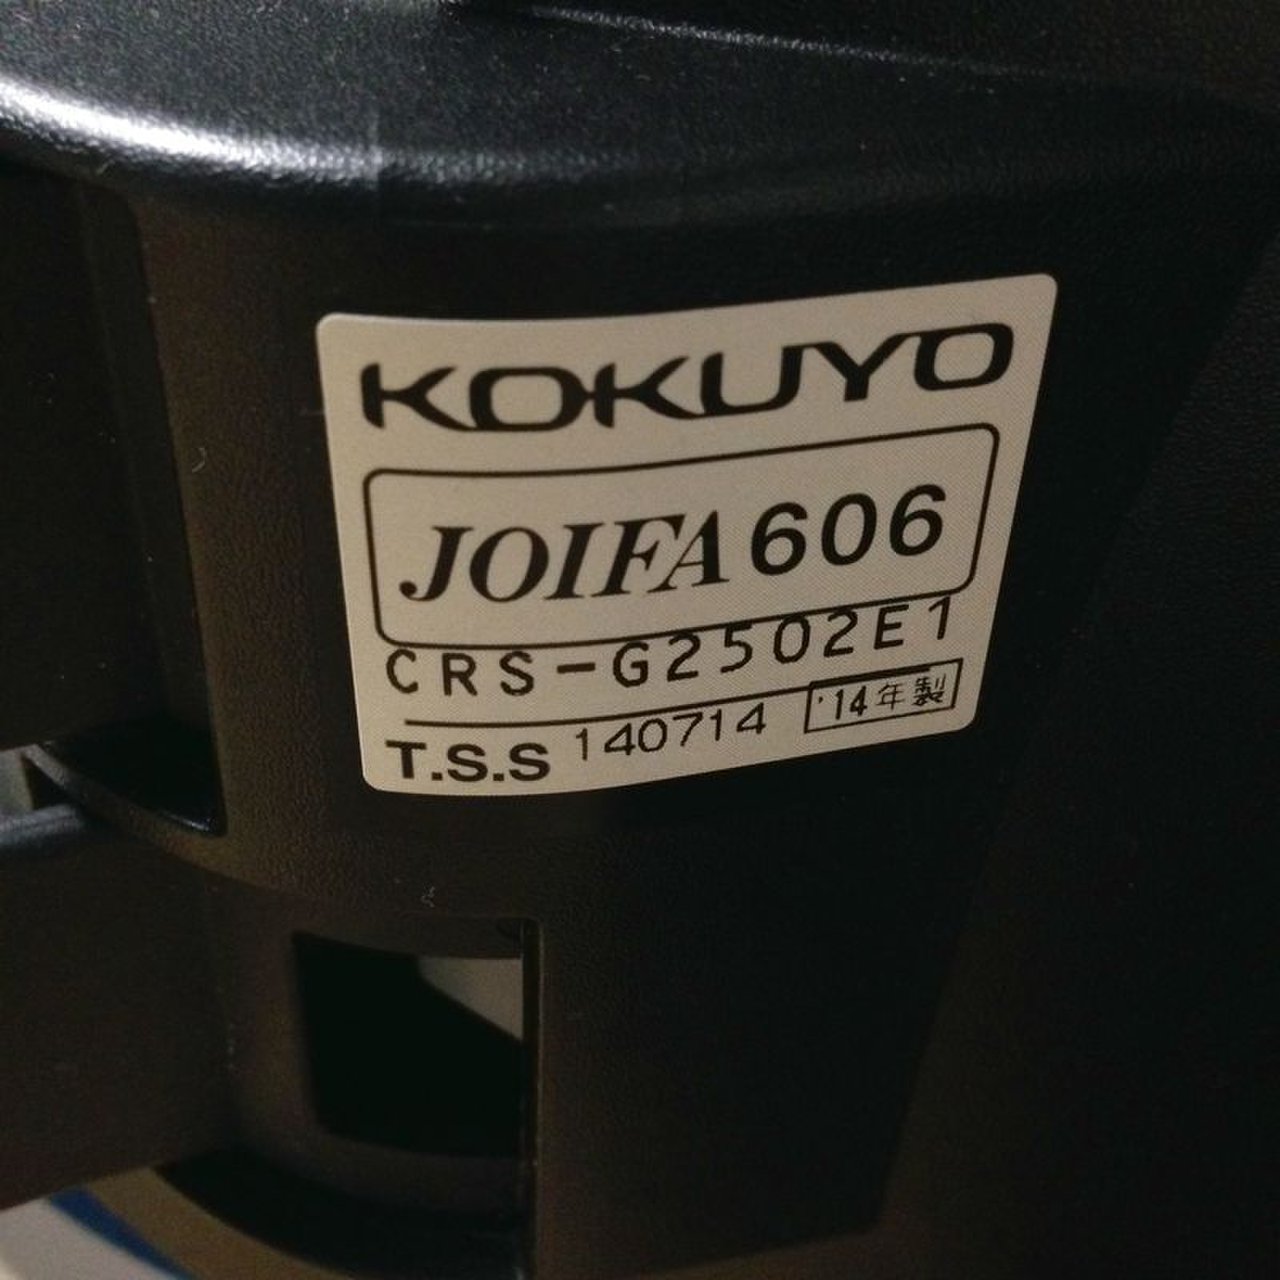 KOKUYO
JOIFA 606
CRS-G2502E1
T.S.S 140714 '14年製